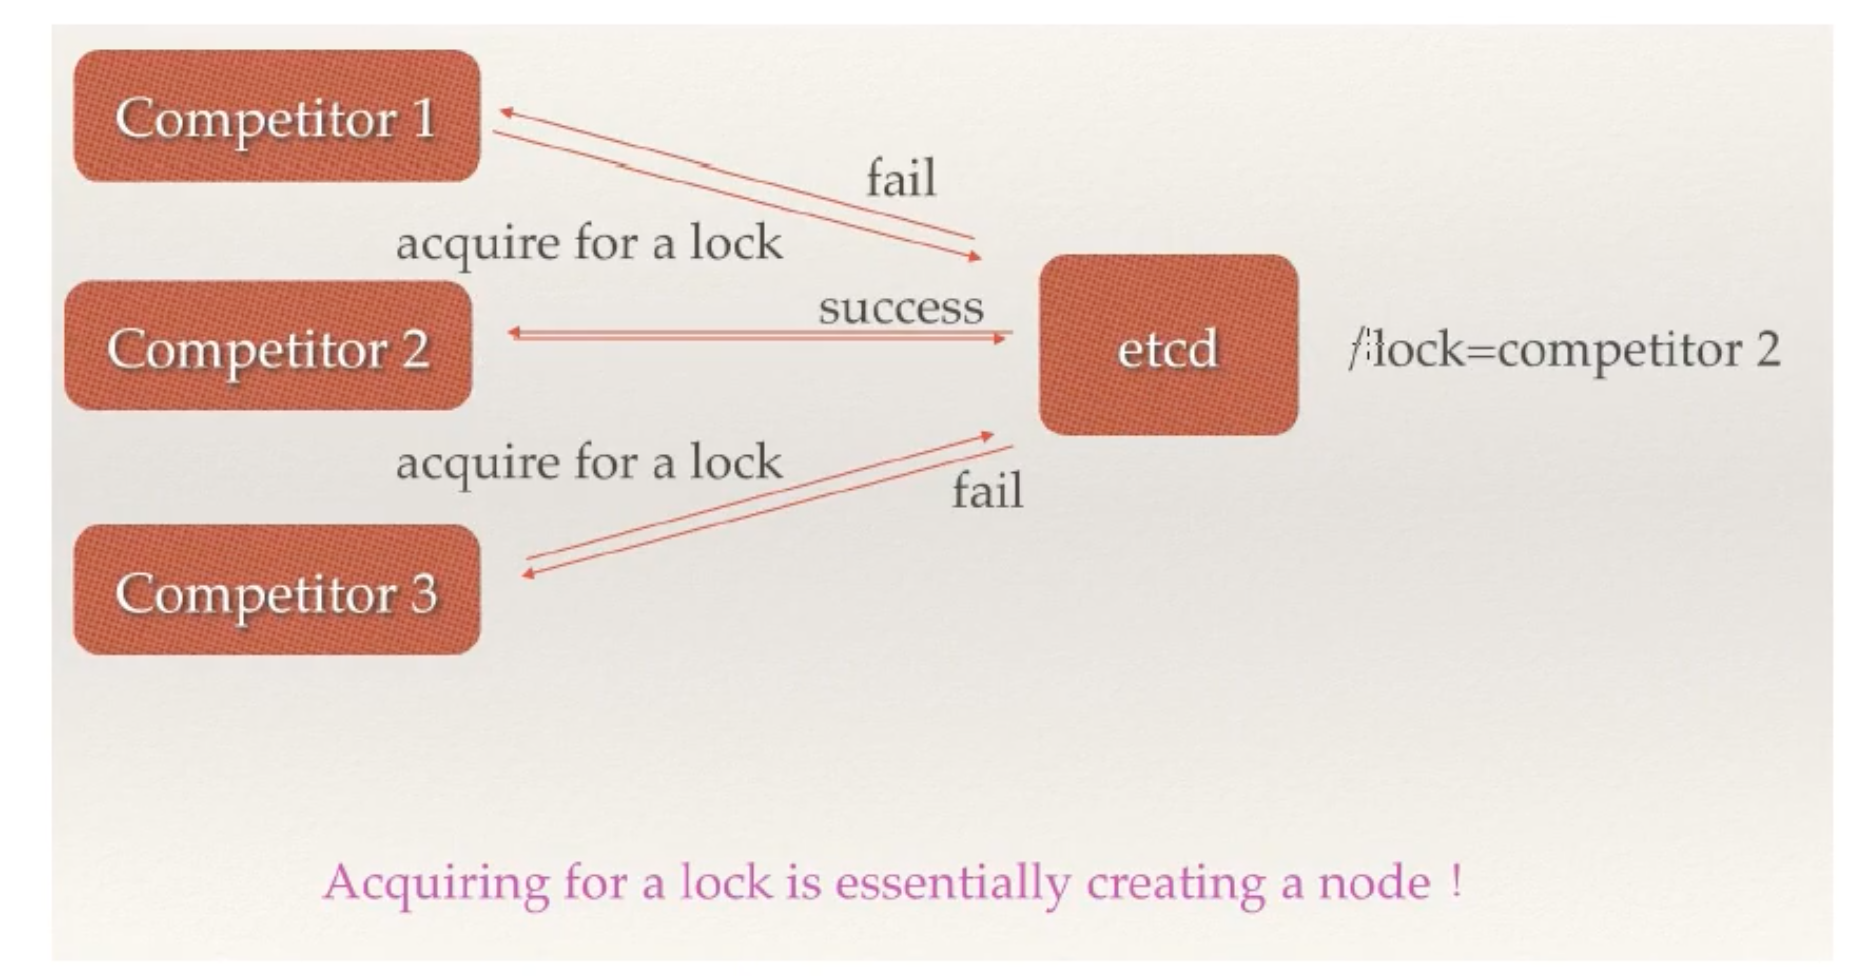 Competitor 1
fail
acquire for a lock
success
Competitor 2
etcd
/lock=competitor 2
acquire for a lock
fail
Competitor 3
Acquiring for a lock is essentially creating a node !